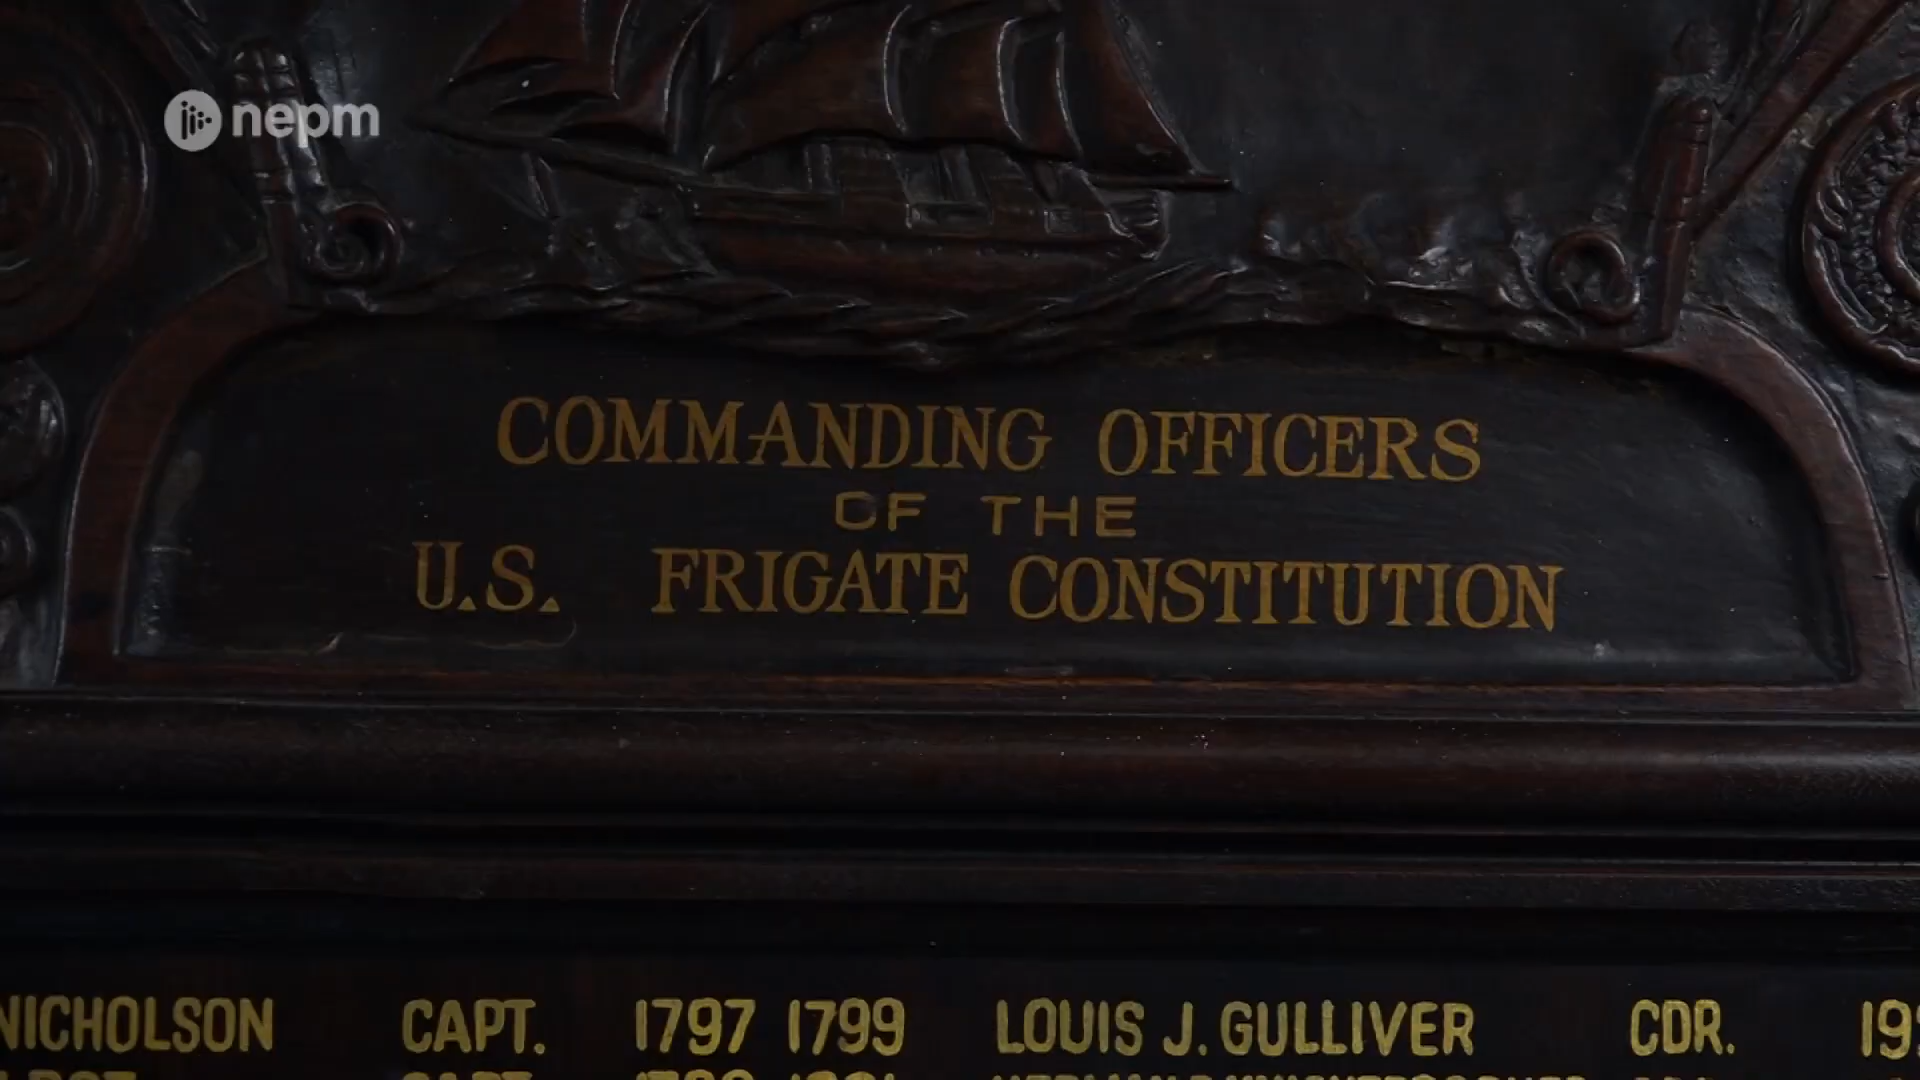 nepm
COMMANDING OFFICERS
OF THE
U.S. FRIGATE CONSTITUTION
NICHOLSON CAPT. 1797 1799 LOUIS J. GULLIVER CDR.